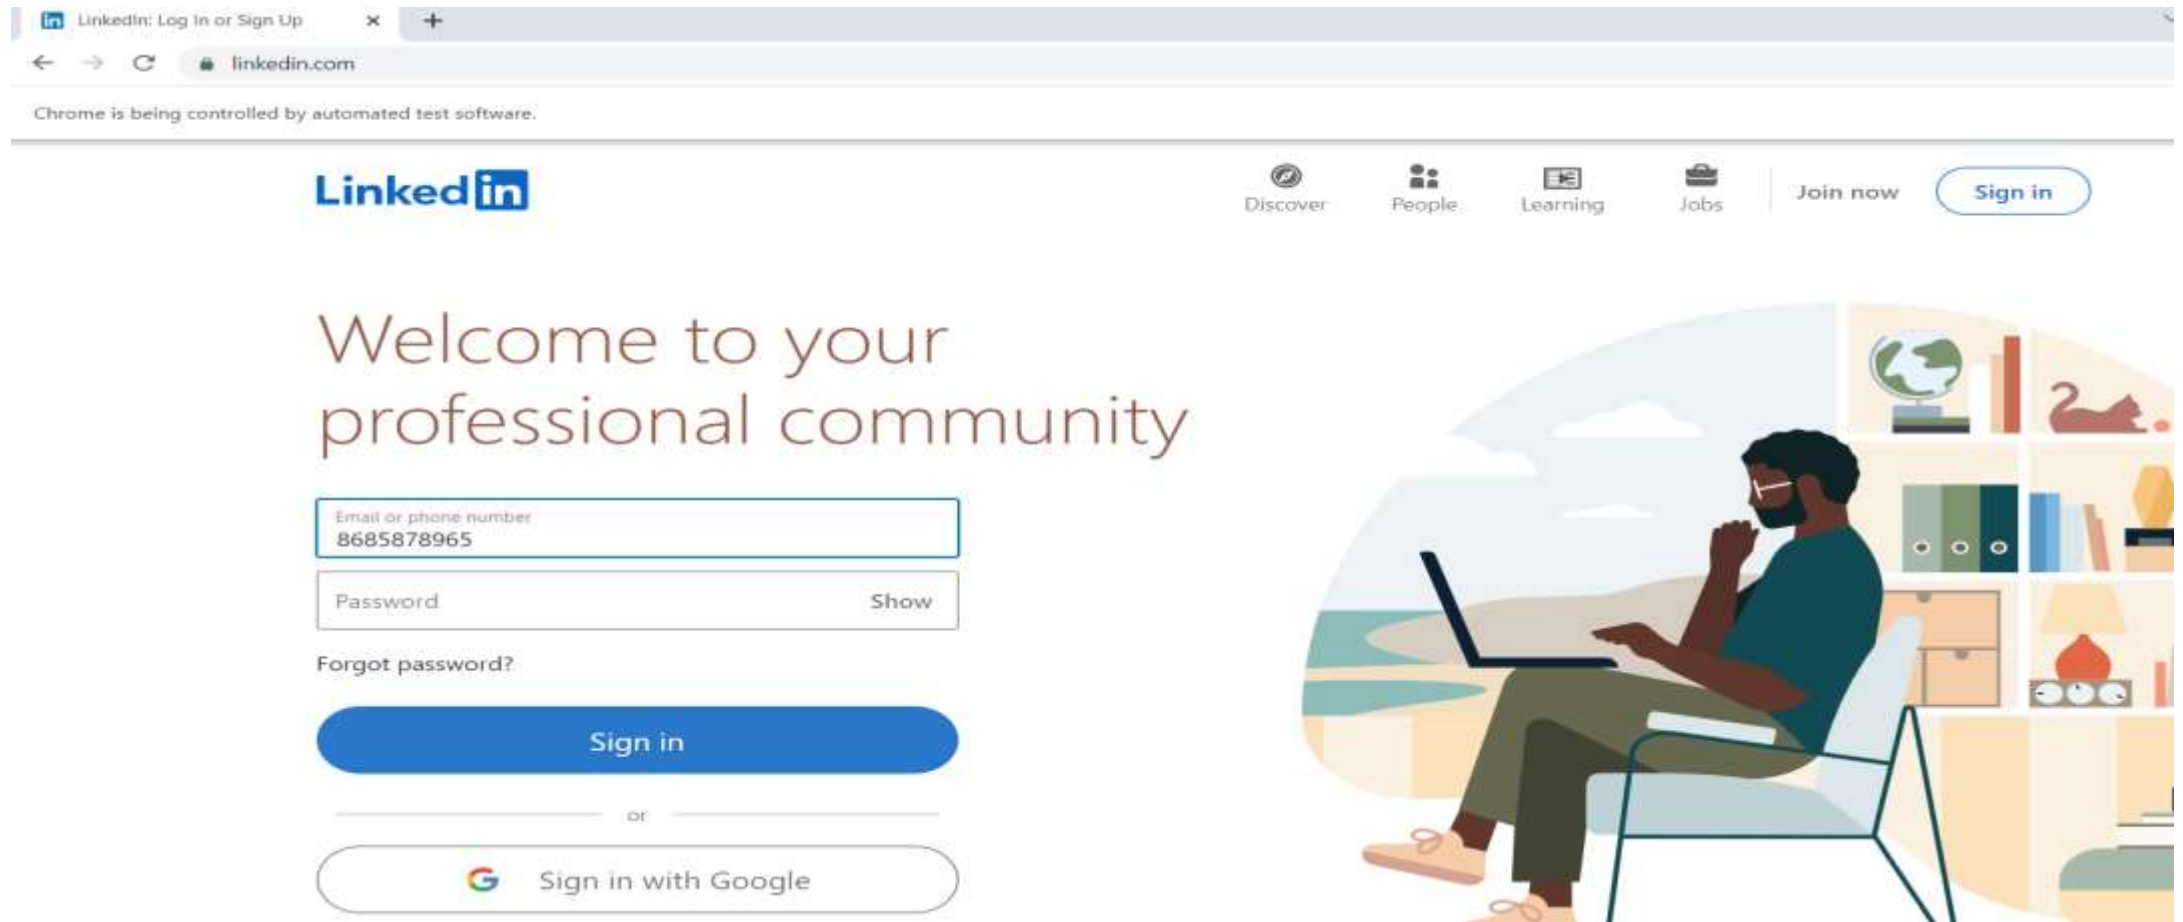 LinkedIn: Log In or Sign Up
linkedin.com
Chrome is being controlled by automated test software.
Linkedin
Discover
People
Learning
Jobs
Join now
Sign in
Welcome to your
professional community
Email or phone number
8685878965
Password
Show
Forgot password?
Sign in
or
Sign in with Google